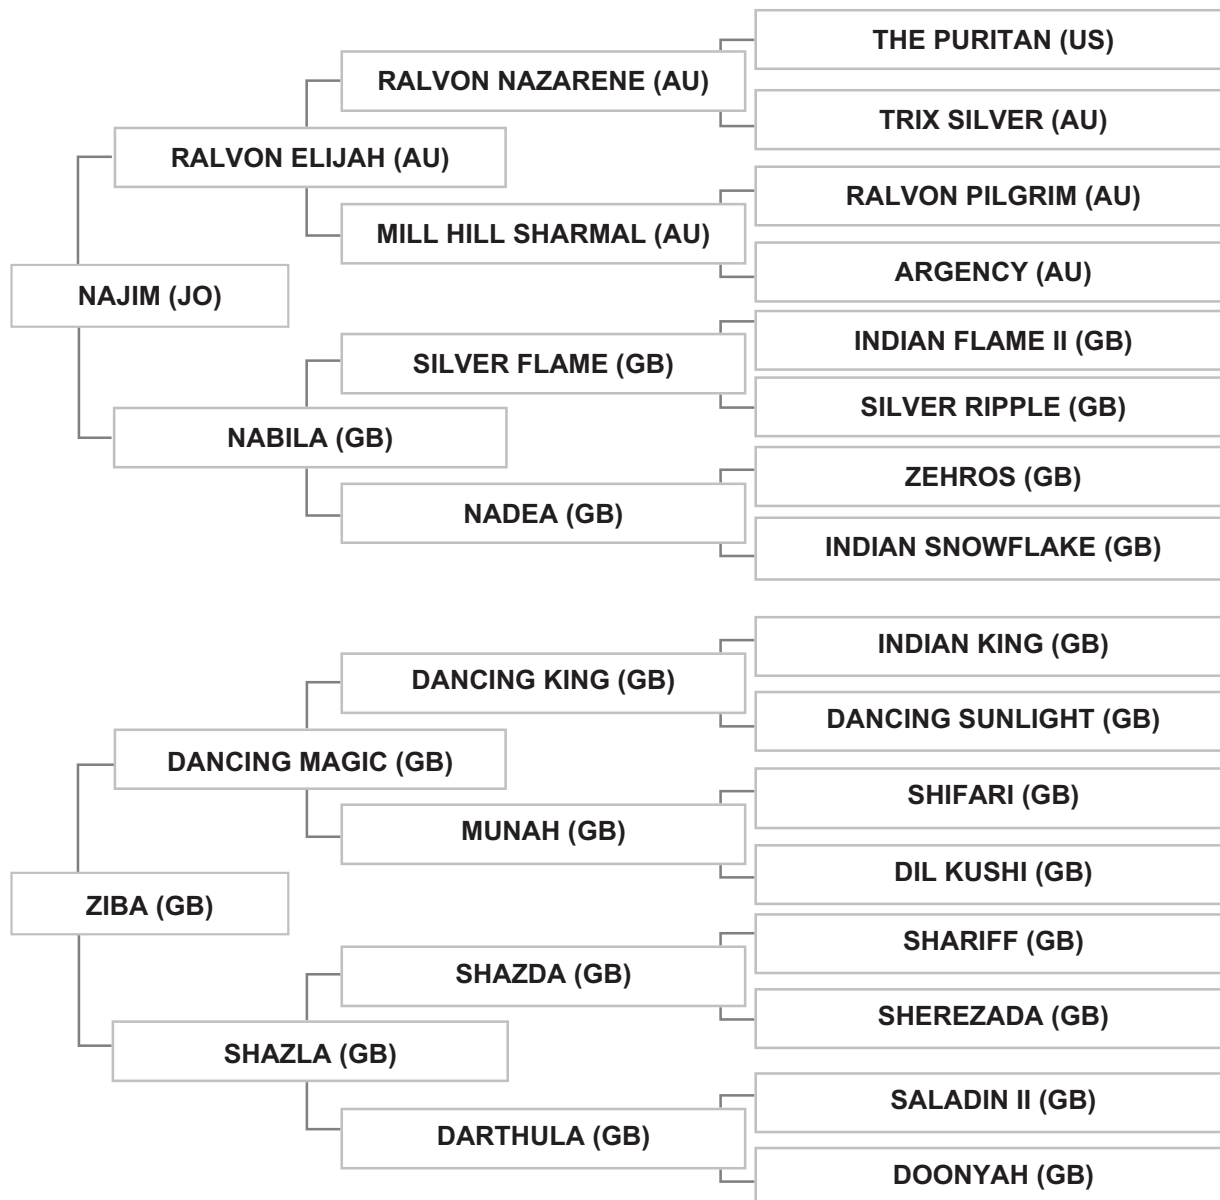 THE PURITAN (US)
RALVON NAZARENE (AU)
TRIX SILVER (AU)
RALVON ELIJAH (AU)
RALVON PILGRIM (AU)
MILL HILL SHARMAL (AU)
ARGENCY (AU)
NAJIM (JO)
INDIAN FLAME II (GB)
SILVER FLAME (GB)
SILVER RIPPLE (GB)
NABILA (GB)
ZEHROS (GB)
NADEA (GB)
INDIAN SNOWFLAKE (GB)
INDIAN KING (GB)
DANCING KING (GB)
DANCING SUNLIGHT (GB)
DANCING MAGIC (GB)
SHIFARI (GB)
MUNAH (GB)
DIL KUSHI (GB)
ZIBA (GB)
SHARIFF (GB)
SHAZDA (GB)
SHEREZADA (GB)
SHAZLA (GB)
SALADIN II (GB)
DARTHULA (GB)
DOONYAH (GB)